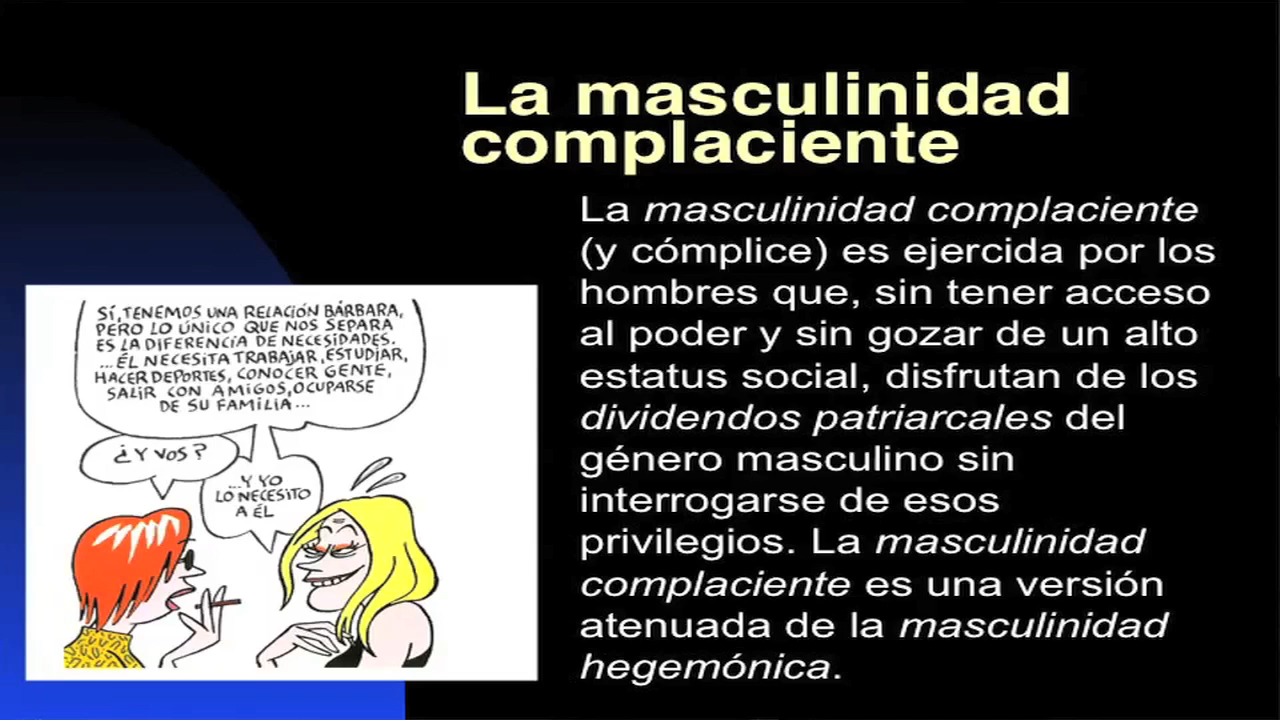 La masculinidad
complaciente
La masculinidad complaciente
(y cómplice) es ejercida por los
hombres que, sin tener acceso
al poder y sin gozar de un alto
estatus social, disfrutan de los
dividendos patriarcales del
género masculino sin
interrogarse de esos
privilegios. La masculinidad
complaciente es una versión
atenuada de la masculinidad
hegemónica.
SÍ, TENEMOS UNA RELACIÓN BÁRBARA,
PERO LO ÚNICO QUE NOS SEPARA
ES LA DIFERENCIA DE NECESIDADES.
...ÉL NECESITA TRABAJAR, ESTUDIAR,
HACER DEPORTES, CONOCER GENTE,
SALIR CON AMIGOS, OCUPARSE
DE SU FAMILIA...
¿Y VOS?
...Y YO
LO NECESITO
A ÉL